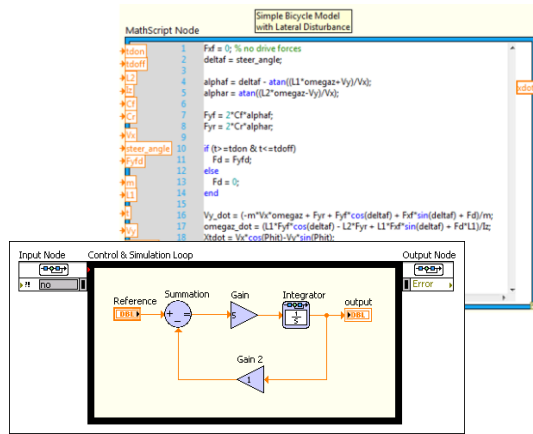 Simple Bicycle Model
with Lateral Disturbance
MathScript Node
tdon
tdoff
L2
Iz
Cf
Cr
Vx
steer_angle
Fyfd
m
L1
t
Vy
xdot
1 Fxf = 0; % no drive forces
2 deltaf = steer_angle;
3
4 alphaf = deltaf - atan((L1*omegaz+Vy)/Vx);
5 alphar = atan((L2*omegaz-Vy)/Vx);
6
7 Fyf = 2*Cf*alphaf;
8 Fyr = 2*Cr*alphar;
9
10 if (t>=tdon & t<=tdoff)
11 Fd = Fyfd;
12 else
13 Fd = 0;
14 end
15
16 Vy_dot = (-m*Vx*omegaz + Fyr + Fyf*cos(deltaf) + Fxf*sin(deltaf) + Fd)/m;
17 omegaz_dot = (L1*Fyf*cos(deltaf) - L2*Fyr + L1*Fxf*sin(deltaf) + Fd*L1)/Iz;
18 Xtdot = Vx*cos(Phit)-Vy*sin(Phit);
Input Node
Control & Simulation Loop
Output Node
?!
no
Error
Reference
Summation
Gain
Integrator
output
DBL
+ − =
5
1
s
DBL
Gain 2
1